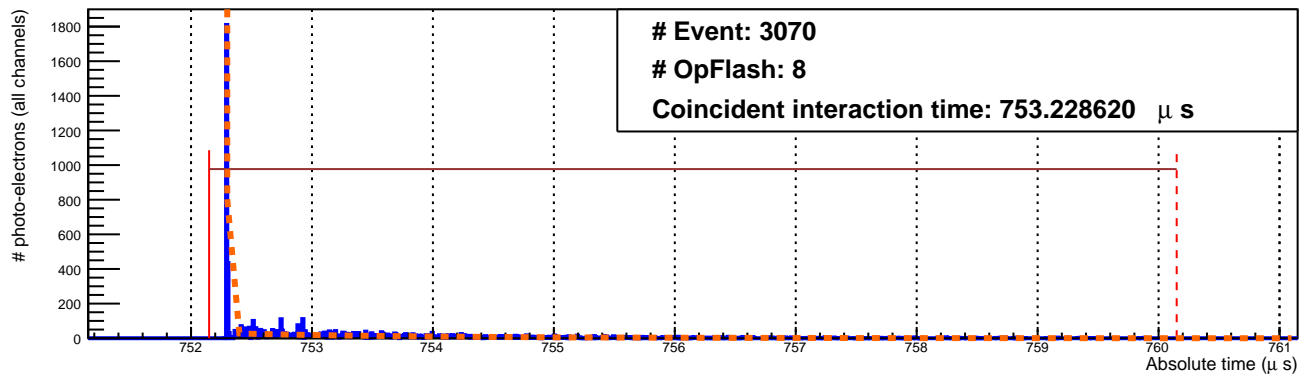 # Event: 3070
# OpFlash: 8
Coincident interaction time: 753.228620 μ s
# photo-electrons (all channels)
1800
1600
1400
1200
1000
800
600
400
200
0
752 753 754 755 756 757 758 759 760 761
Absolute time (μ s)